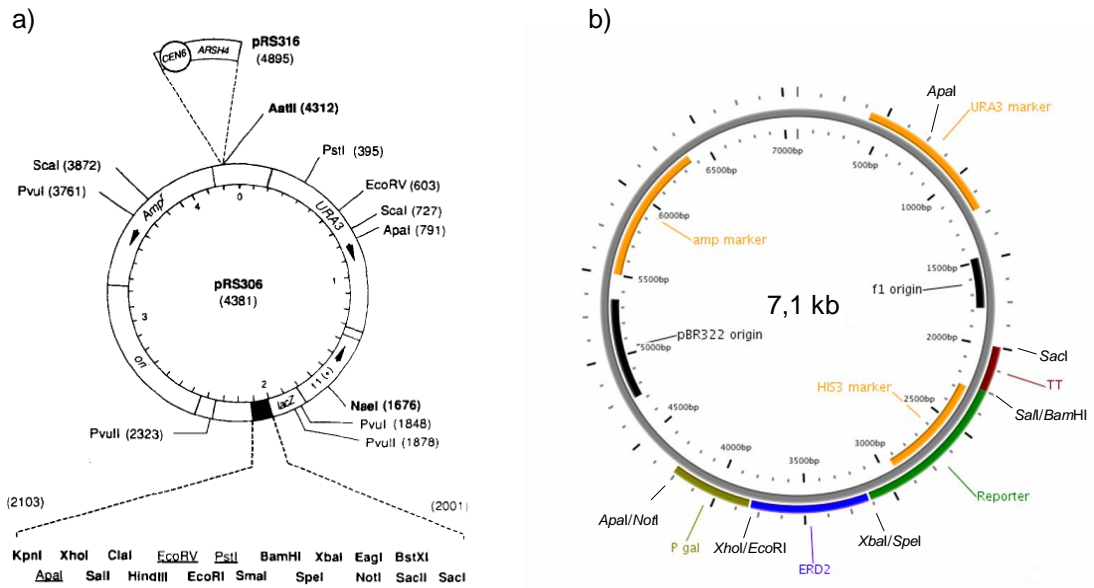 a)
pRS316
(4895)
CEN6
ARSH4
AatII (4312)
PstI (395)
ScaI (3872)
PvuI (3761)
EcoRV (603)
ScaI (727)
ApaI (791)
Ampr
URA3
4
0
1
2
3
pRS306
(4381)
ori
lacZ
f1(+)
NaeI (1676)
PvuI (1848)
PvuII (1878)
PvuII (2323)
(2103)
(2001)
KpnI XhoI ClaI EcoRV PstI BamHI XbaI EagI BstXI
ApaI SalI HindIII EcoRI SmaI SpeI NotI SacII SacI
b)
ApaI
URA3 marker
7000bp
500bp
6500bp
1000bp
6000bp
amp marker
1500bp
5500bp
f1 origin
7,1 kb
pBR322 origin
2000bp
5000bp
SacI
TT
HIS3 marker
2500bp
SalI/BamHI
4500bp
3000bp
4000bp
3500bp
Reporter
ApaI/NotI
P gal
XhoI/EcoRI
XbaI/SpeI
ERD2